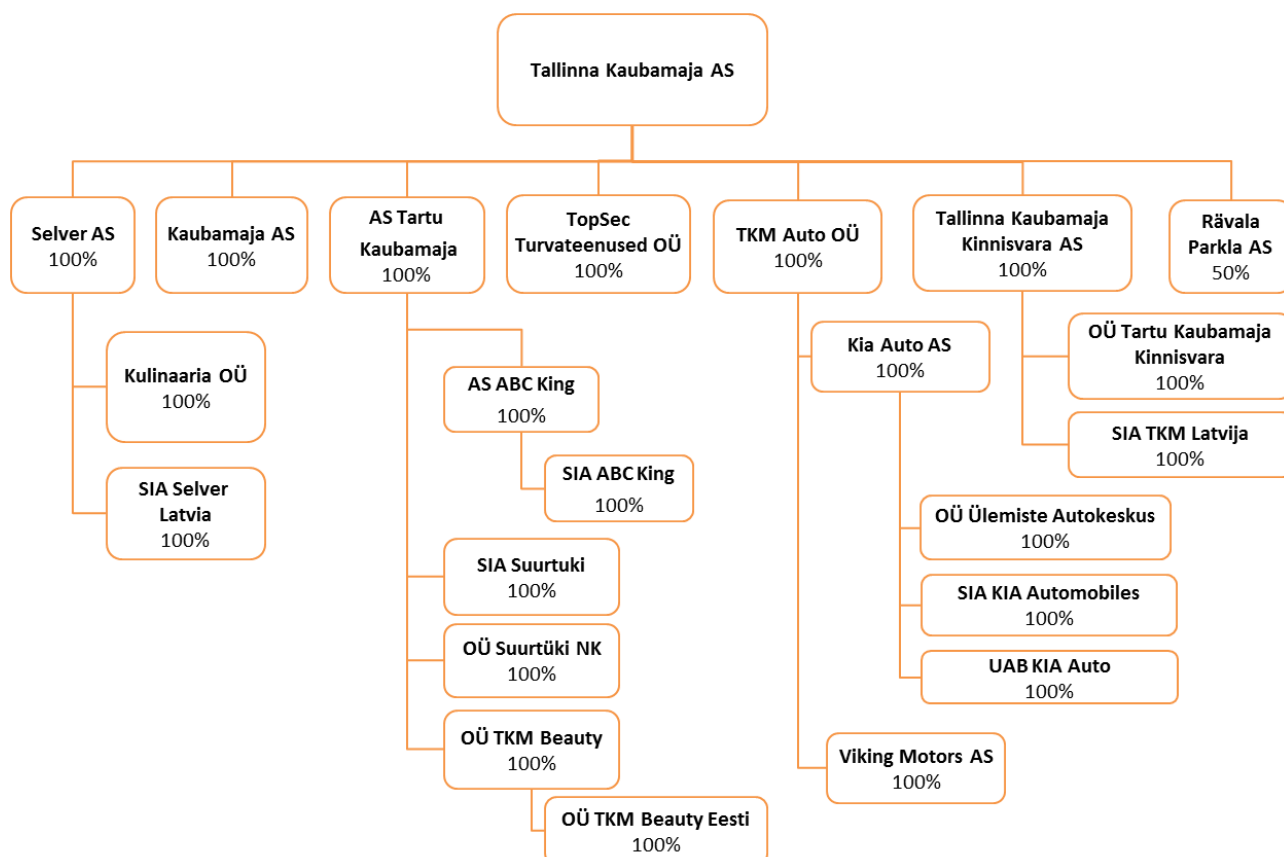 Tallinna Kaubamaja AS
Selver AS
100%
Kaubamaja AS
100%
AS Tartu
Kaubamaja
100%
TopSec
Turvateenused OÜ
100%
TKM Auto OÜ
100%
Tallinna Kaubamaja
Kinnisvara AS
100%
Rävala
Parkla AS
50%
Kulinaaria OÜ
100%
SIA Selver
Latvia
100%
AS ABC King
100%
SIA ABC King
100%
SIA Suurtuki
100%
OÜ Suurtüki NK
100%
OÜ TKM Beauty
100%
OÜ TKM Beauty Eesti
100%
Kia Auto AS
100%
OÜ Ülemiste Autokeskus
100%
SIA KIA Automobiles
100%
UAB KIA Auto
100%
Viking Motors AS
100%
OÜ Tartu Kaubamaja
Kinnisvara
100%
SIA TKM Latvija
100%